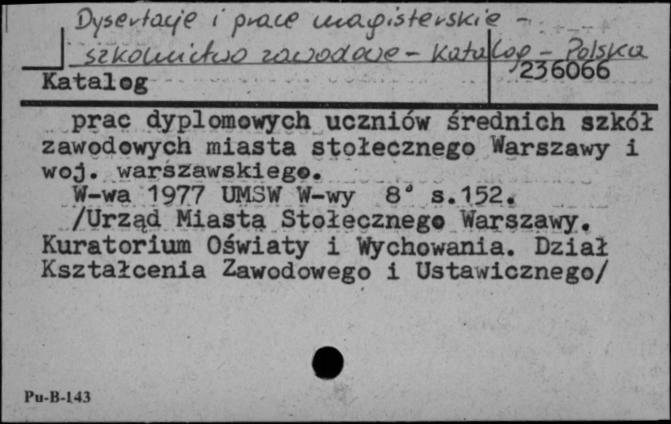 Dysertacje i prace magisterskie -
szkolnictwo zawodowe - katalog - Polska
236066
Katalog
prac dyplomowych uczniów średnich szkół
zawodowych miasta stołecznego Warszawy i
woj. warszawskiego.
W-wa 1977 UMSW W-wy 8° s.152.
/Urząd Miasta Stołecznego Warszawy.
Kuratorium Oświaty i Wychowania. Dział
Kształcenia Zawodowego i Ustawicznego/
Pu-B-143